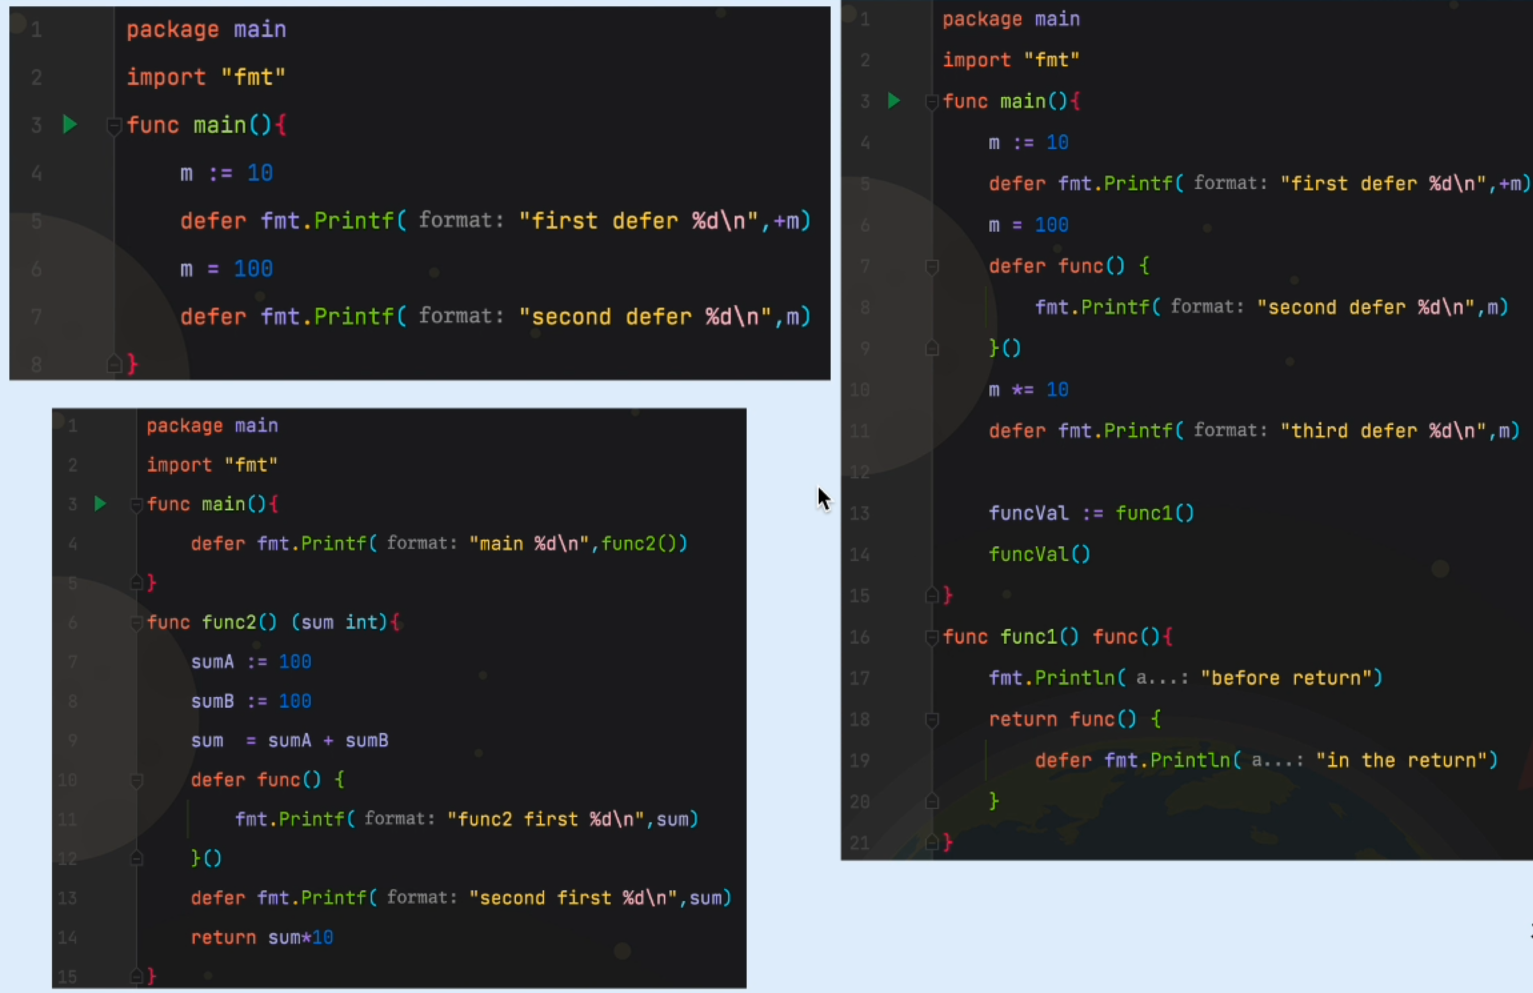 1 package main
2 import "fmt"
3 func main(){
4 m := 10
5 defer fmt.Printf( format: "first defer %d\n",+m)
6 m = 100
7 defer fmt.Printf( format: "second defer %d\n",m)
8 }
1 package main
2 import "fmt"
3 func main(){
4 defer fmt.Printf( format: "main %d\n",func2())
5 }
6 func func2() (sum int){
7 sumA := 100
8 sumB := 100
9 sum  = sumA + sumB
10 defer func() {
11 fmt.Printf( format: "func2 first %d\n",sum)
12 }()
13 defer fmt.Printf( format: "second first %d\n",sum)
14 return sum*10
15 }
1 package main
2 import "fmt"
3 func main(){
4 m := 10
5 defer fmt.Printf( format: "first defer %d\n",+m)
6 m = 100
7 defer func() {
8 fmt.Printf( format: "second defer %d\n",m)
9 }()
10 m *= 10
11 defer fmt.Printf( format: "third defer %d\n",m)
12
13 funcVal := func1()
14 funcVal()
15 }
16 func func1() func(){
17 fmt.Println( a...: "before return")
18 return func() {
19 defer fmt.Println( a...: "in the return")
20 }
21 }